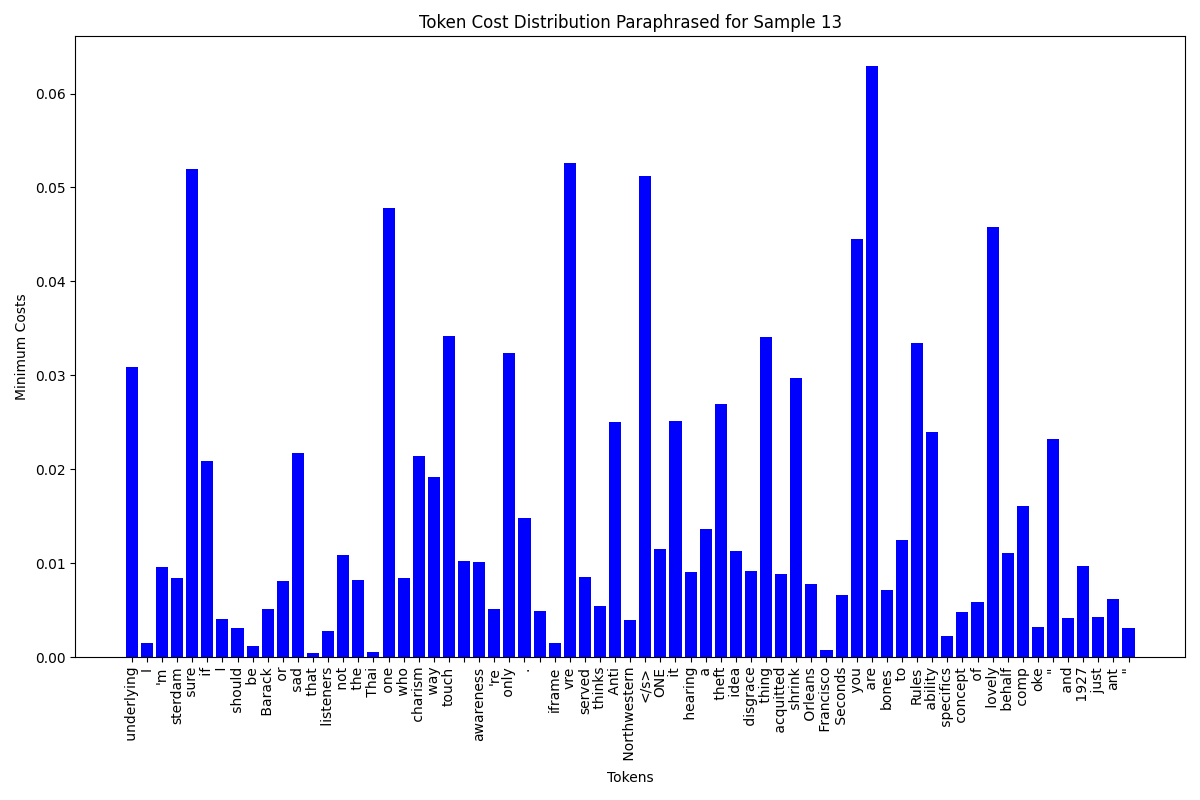 Token Cost Distribution Paraphrased for Sample 13
Minimum Costs
0.06
0.05
0.04
0.03
0.02
0.01
0.00
underlying
I
'm
sterdam
sure
if
I
should
be
Barack
or
sad
that
listeners
not
the
Thai
one
who
charism
way
touch
awareness
're
only
.
iframe
vre
served
thinks
Anti
Northwestern
</s>
ONE
it
hearing
a
theft
idea
disgrace
thing
acquitted
shrink
Orleans
Francisco
Seconds
you
are
bones
to
Rules
ability
specifics
concept
of
lovely
behalf
comp
oke
"
and
1927
just
ant
"
Tokens